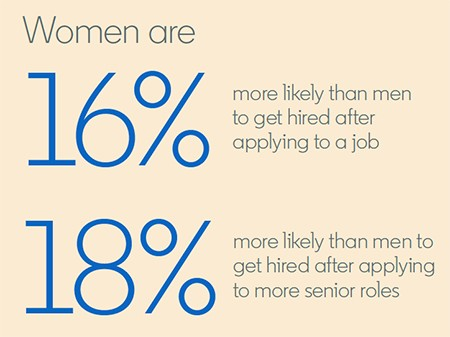 Women are
16%
more likely than men
to get hired after
applying to a job
18%
more likely than men to
get hired after applying
to more senior roles